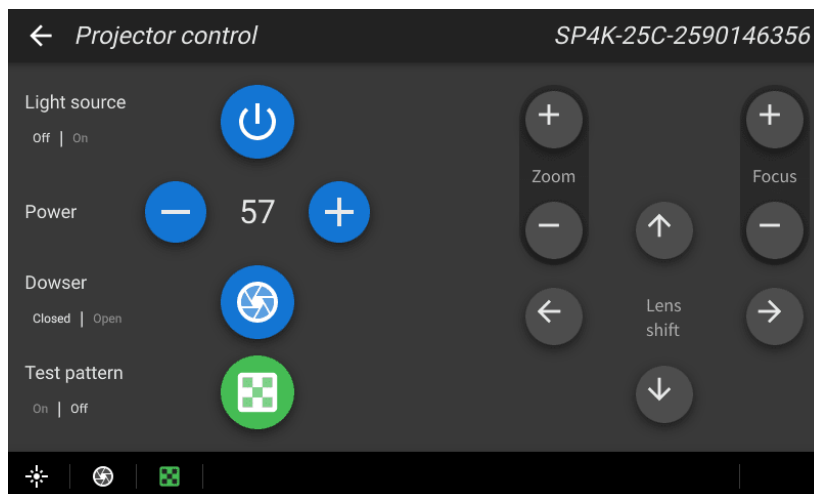 Projector control
SP4K-25C-2590146356
Light source
Off | On
Power
57
Dowser
Closed | Open
Test pattern
On | Off
Zoom
Focus
Lens
shift